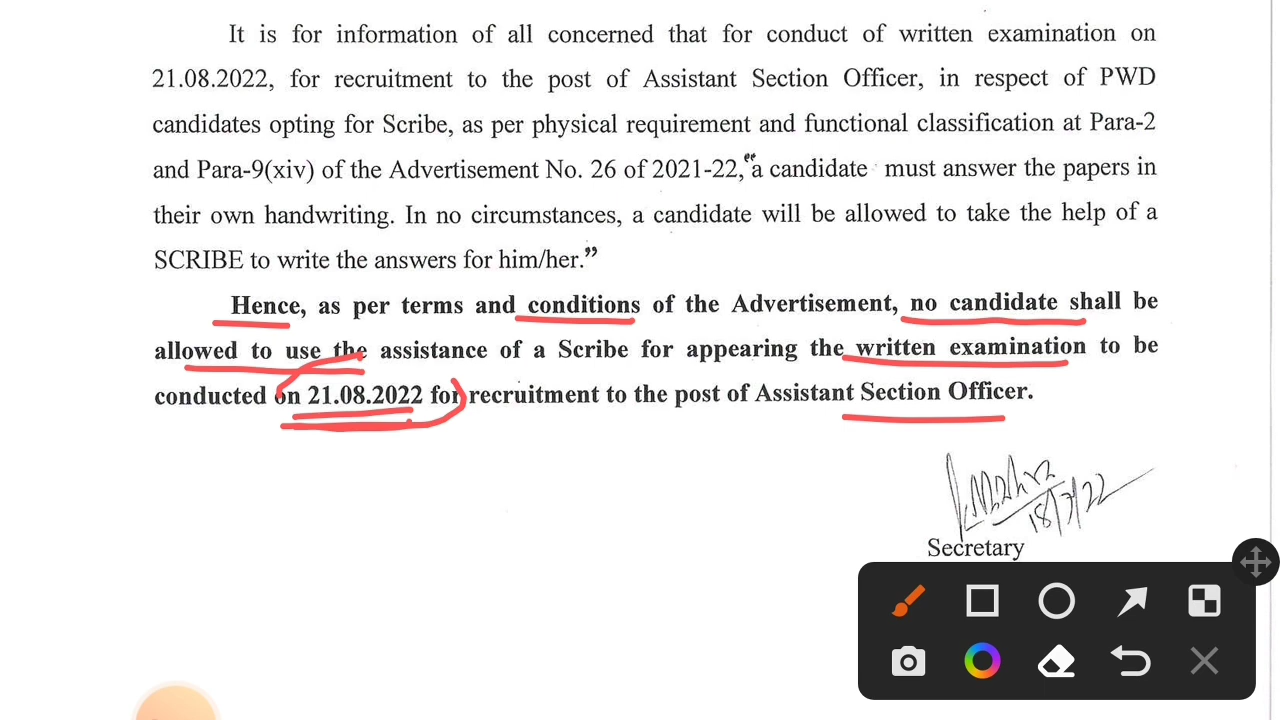 It is for information of all concerned that for conduct of written examination on
21.08.2022, for recruitment to the post of Assistant Section Officer, in respect of PWD
candidates opting for Scribe, as per physical requirement and functional classification at Para-2
and Para-9(xiv) of the Advertisement No. 26 of 2021-22, "a candidate must answer the papers in
their own handwriting. In no circumstances, a candidate will be allowed to take the help of a
SCRIBE to write the answers for him/her."
Hence, as per terms and conditions of the Advertisement, no candidate shall be
allowed to use the assistance of a Scribe for appearing the written examination to be
conducted on 21.08.2022 for recruitment to the post of Assistant Section Officer.
18/7/22
Secretary